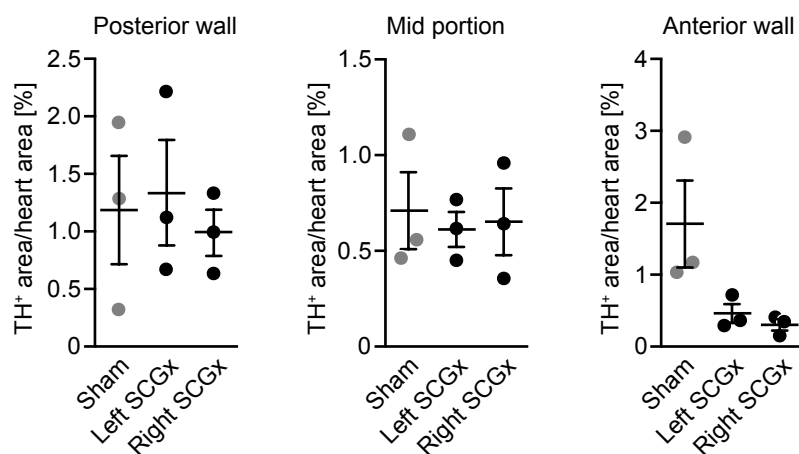 Posterior wall
TH⁺ area/heart area [%]
2.5
2.0
1.5
1.0
0.5
0
Sham
Left SCGx
Right SCGx
Mid portion
TH⁺ area/heart area [%]
1.5
1.0
0.5
0
Sham
Left SCGx
Right SCGx
Anterior wall
TH⁺ area/heart area [%]
4
3
2
1
0
Sham
Left SCGx
Right SCGx